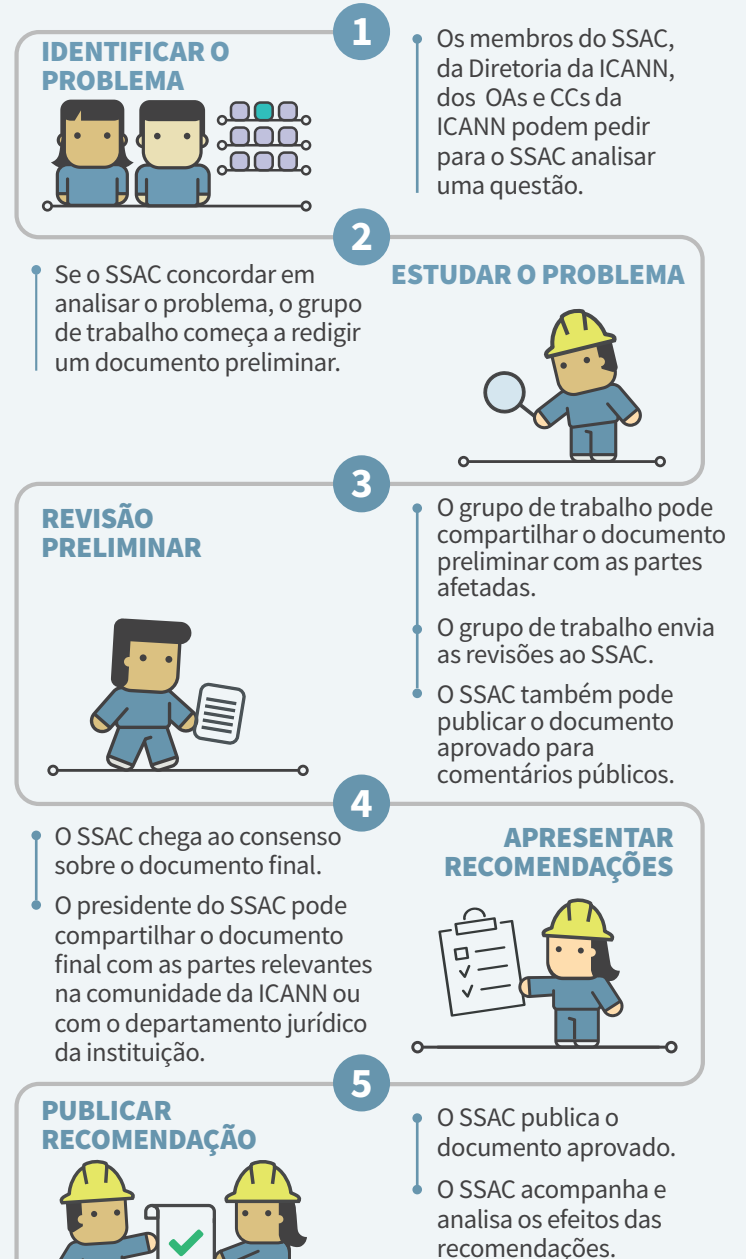 1
IDENTIFICAR O
PROBLEMA
Os membros do SSAC,
da Diretoria da ICANN,
dos OAs e CCs da
ICANN podem pedir
para o SSAC analisar
uma questão.
2
ESTUDAR O PROBLEMA
Se o SSAC concordar em
analisar o problema, o grupo
de trabalho começa a redigir
um documento preliminar.
3
REVISÃO
PRELIMINAR
O grupo de trabalho pode
compartilhar o documento
preliminar com as partes
afetadas.
O grupo de trabalho envia
as revisões ao SSAC.
O SSAC também pode
publicar o documento
aprovado para
comentários públicos.
4
APRESENTAR
RECOMENDAÇÕES
O SSAC chega ao consenso
sobre o documento final.
O presidente do SSAC pode
compartilhar o documento
final com as partes relevantes
na comunidade da ICANN ou
com o departamento jurídico
da instituição.
5
PUBLICAR
RECOMENDAÇÃO
O SSAC publica o
documento aprovado.
O SSAC acompanha e
analisa os efeitos das
recomendações.